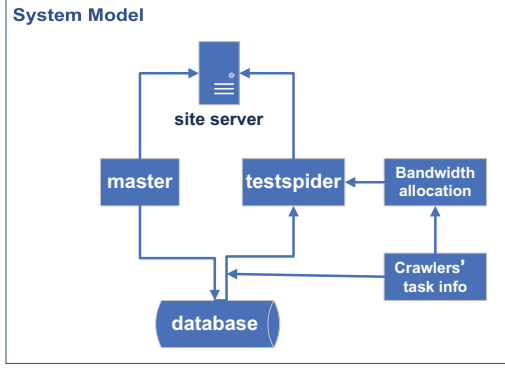 System Model
site server
master
testspider
Bandwidth
allocation
Crawlers’
task info
database